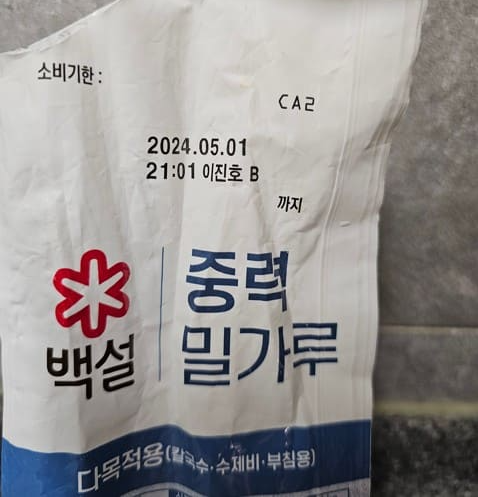 소비기한 :
CA2
2024.05.01
21:01 이진호 B
까지
백설
중력
밀가루
다목적용(칼국수·수제비·부침용)